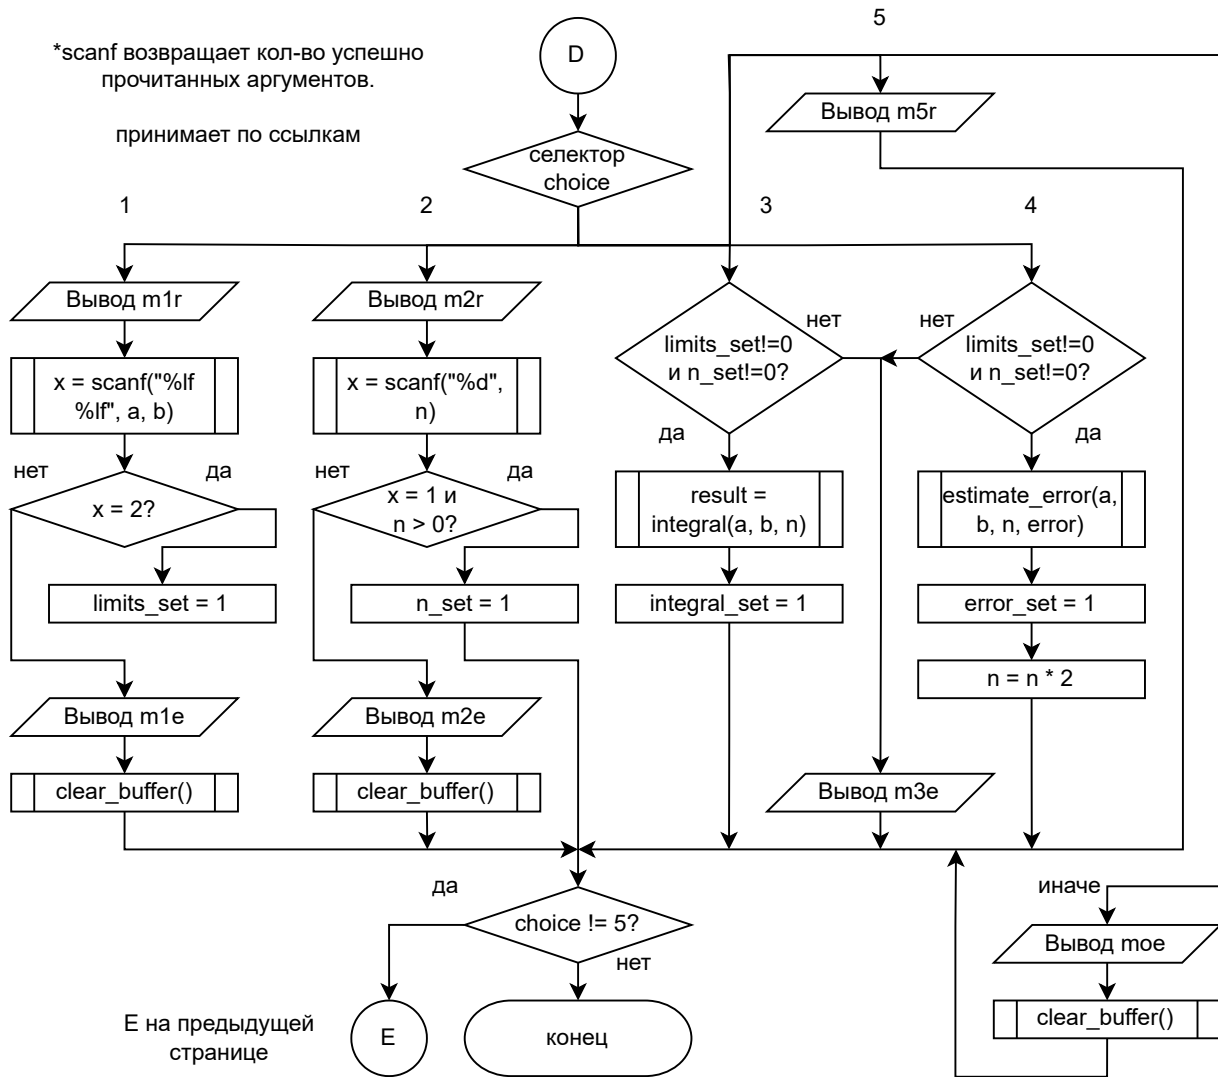 5
*scanf возвращает кол-во успешно
прочитанных аргументов.
принимает по ссылкам
D
Вывод m5r
селектор
choice
1
2
3
4
Вывод m1r
Вывод m2r
нет
нет
limits_set!=0
и n_set!=0?
limits_set!=0
и n_set!=0?
x = scanf("%lf
%lf", a, b)
x = scanf("%d",
n)
да
да
нет
да
нет
да
x = 2?
x = 1 и
n > 0?
result =
integral(a, b, n)
estimate_error(a,
b, n, error)
limits_set = 1
n_set = 1
integral_set = 1
error_set = 1
n = n * 2
Вывод m1e
Вывод m2e
clear_buffer()
clear_buffer()
Вывод m3e
да
иначе
choice != 5?
Вывод moe
нет
clear_buffer()
E на предыдущей
странице
E
конец